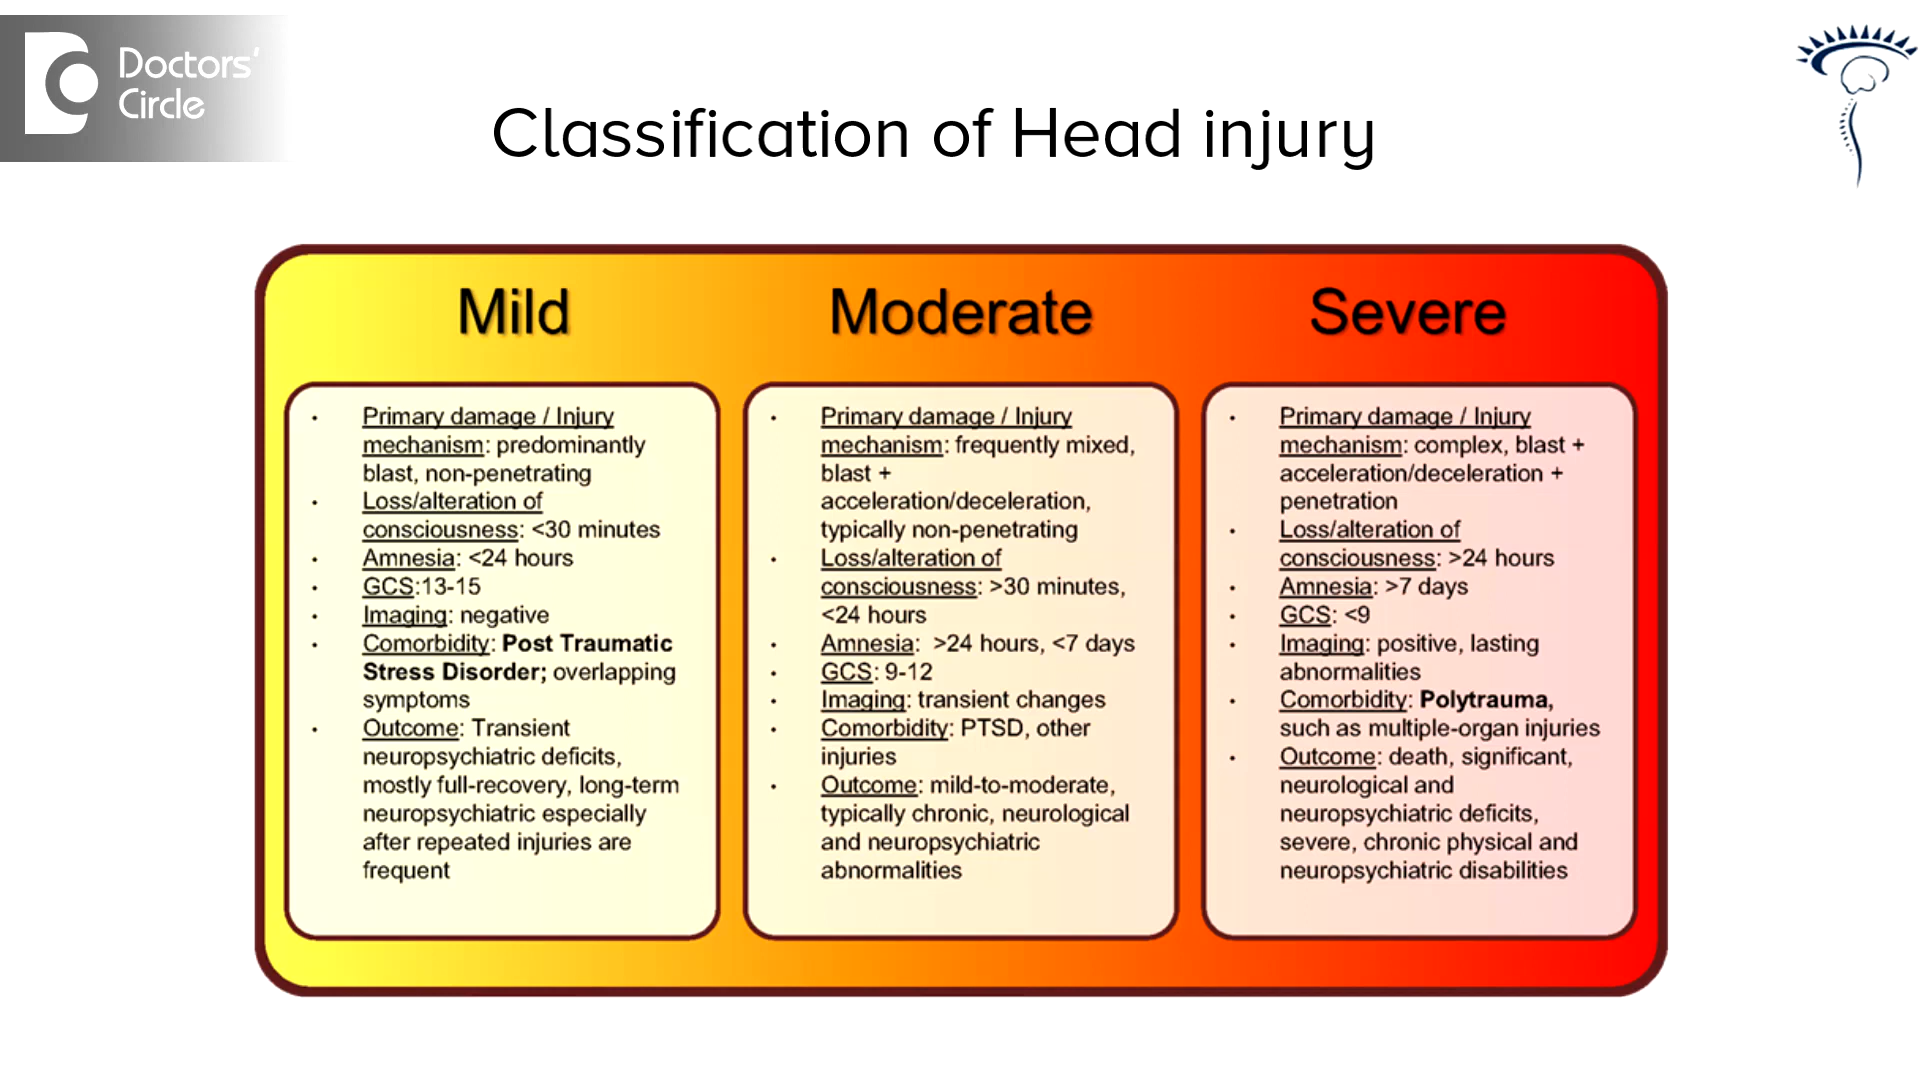 Doctors'
Circle
Classification of Head injury
Mild
• Primary damage / Injury
mechanism: predominantly
blast, non-penetrating
• Loss/alteration of
consciousness: <30 minutes
• Amnesia: <24 hours
• GCS:13-15
• Imaging: negative
• Comorbidity: Post Traumatic
Stress Disorder; overlapping
symptoms
• Outcome: Transient
neuropsychiatric deficits,
mostly full-recovery, long-term
neuropsychiatric especially
after repeated injuries are
frequent
Moderate
• Primary damage / Injury
mechanism: frequently mixed,
blast +
acceleration/deceleration,
typically non-penetrating
• Loss/alteration of
consciousness: >30 minutes,
<24 hours
• Amnesia: >24 hours, <7 days
• GCS: 9-12
• Imaging: transient changes
• Comorbidity: PTSD, other
injuries
• Outcome: mild-to-moderate,
typically chronic, neurological
and neuropsychiatric
abnormalities
Severe
• Primary damage / Injury
mechanism: complex, blast +
acceleration/deceleration +
penetration
• Loss/alteration of
consciousness: >24 hours
• Amnesia: >7 days
• GCS: <9
• Imaging: positive, lasting
abnormalities
• Comorbidity: Polytrauma,
such as multiple-organ injuries
• Outcome: death, significant,
neurological and
neuropsychiatric deficits,
severe, chronic physical and
neuropsychiatric disabilities